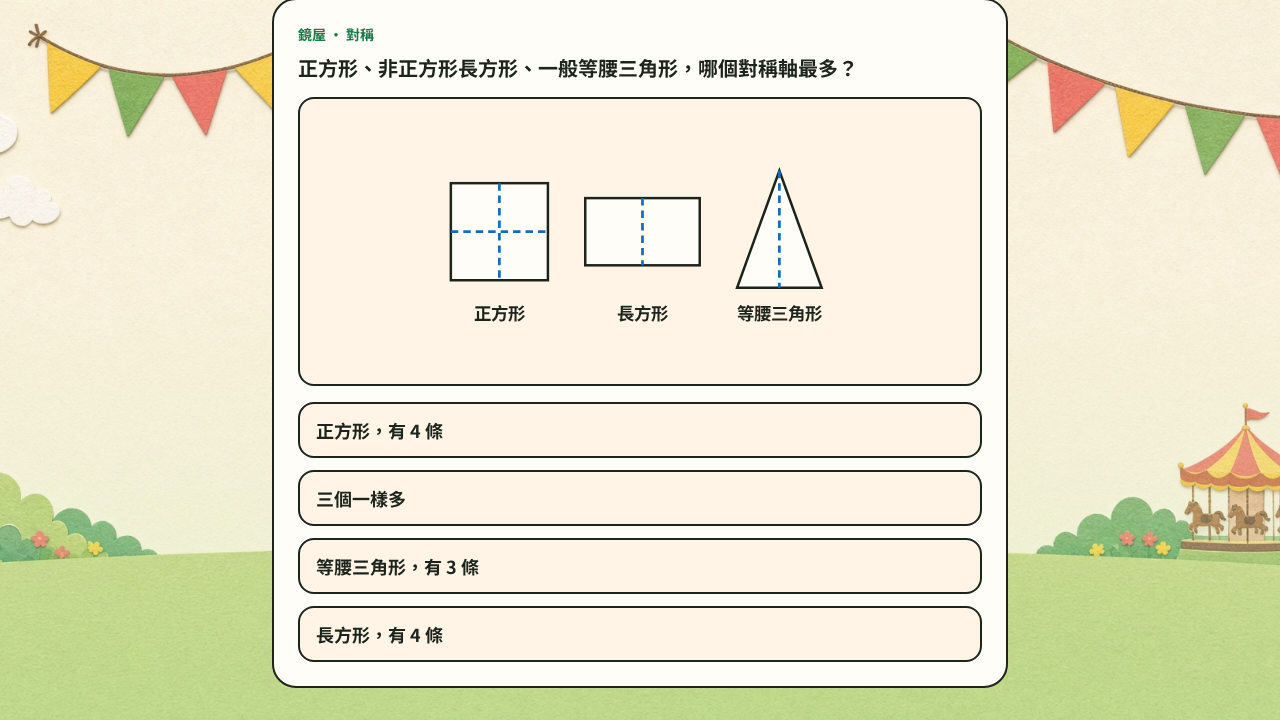 鏡屋 · 對稱
正方形、非正方形長方形、一般等腰三角形，哪個對稱軸最多？
正方形
長方形
等腰三角形
正方形，有 4 條
三個一樣多
等腰三角形，有 3 條
長方形，有 4 條